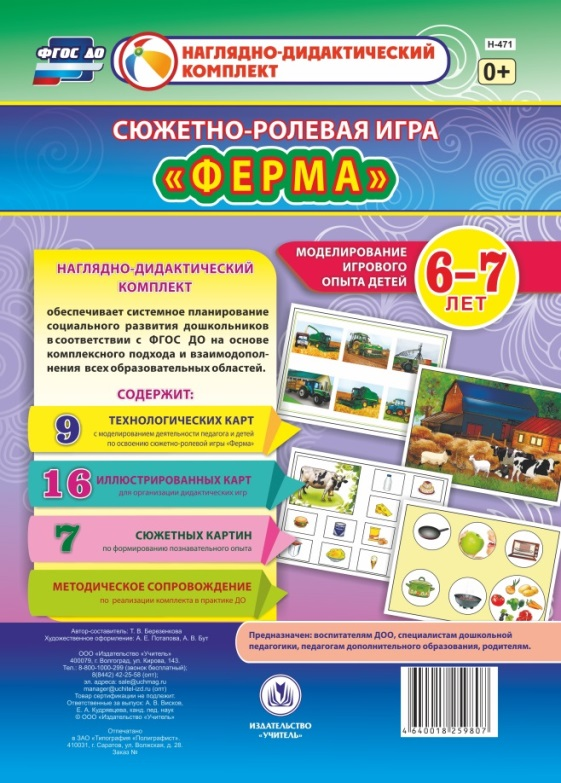 ФГОС ДО
НАГЛЯДНО-ДИДАКТИЧЕСКИЙ
КОМПЛЕКТ
Н-471
0+
СЮЖЕТНО-РОЛЕВАЯ ИГРА
«ФЕРМА»
МОДЕЛИРОВАНИЕ
ИГРОВОГО
ОПЫТА ДЕТЕЙ
6–7
ЛЕТ
НАГЛЯДНО-ДИДАКТИЧЕСКИЙ
КОМПЛЕКТ
обеспечивает системное планирование
социального развития дошкольников
в соответствии с ФГОС ДО на основе
комплексного подхода и взаимодопол-
нения всех образовательных областей.
СОДЕРЖИТ:
9 ТЕХНОЛОГИЧЕСКИХ КАРТ
с моделированием деятельности педагога и детей
по освоению сюжетно-ролевой игры «Ферма»
16 ИЛЛЮСТРИРОВАННЫХ КАРТ
для организации дидактических игр
7 СЮЖЕТНЫХ КАРТИН
по формированию познавательного опыта
МЕТОДИЧЕСКОЕ СОПРОВОЖДЕНИЕ
по реализации комплекта в практике ДО
Автор-составитель: Т. В. Березенкова
Художественное оформление: А. Е. Потапова, А. В. Бут
ООО «Издательство «Учитель»
400079, г. Волгоград, ул. Кирова, 143.
Тел.: 8-800-1000-299 (звонок бесплатный);
8(8442) 42-25-58 (опт);
эл. адреса: sale@uchmag.ru
manager@uchitel-izd.ru (опт)
Товар сертификации не подлежит.
Ответственные за выпуск: А. В. Висков,
Е. А. Кудрявцева, канд. пед. наук
© ООО «Издательство «Учитель»
Отпечатано
в ЗАО «Типография «Полиграфист».
410031, г. Саратов, ул. Волжская, д. 28.
Заказ №
Предназначен: воспитателям ДОО, специалистам дошкольной
педагогики, педагогам дополнительного образования, родителям.
ИЗДАТЕЛЬСТВО
«УЧИТЕЛЬ»
4 640018 259807